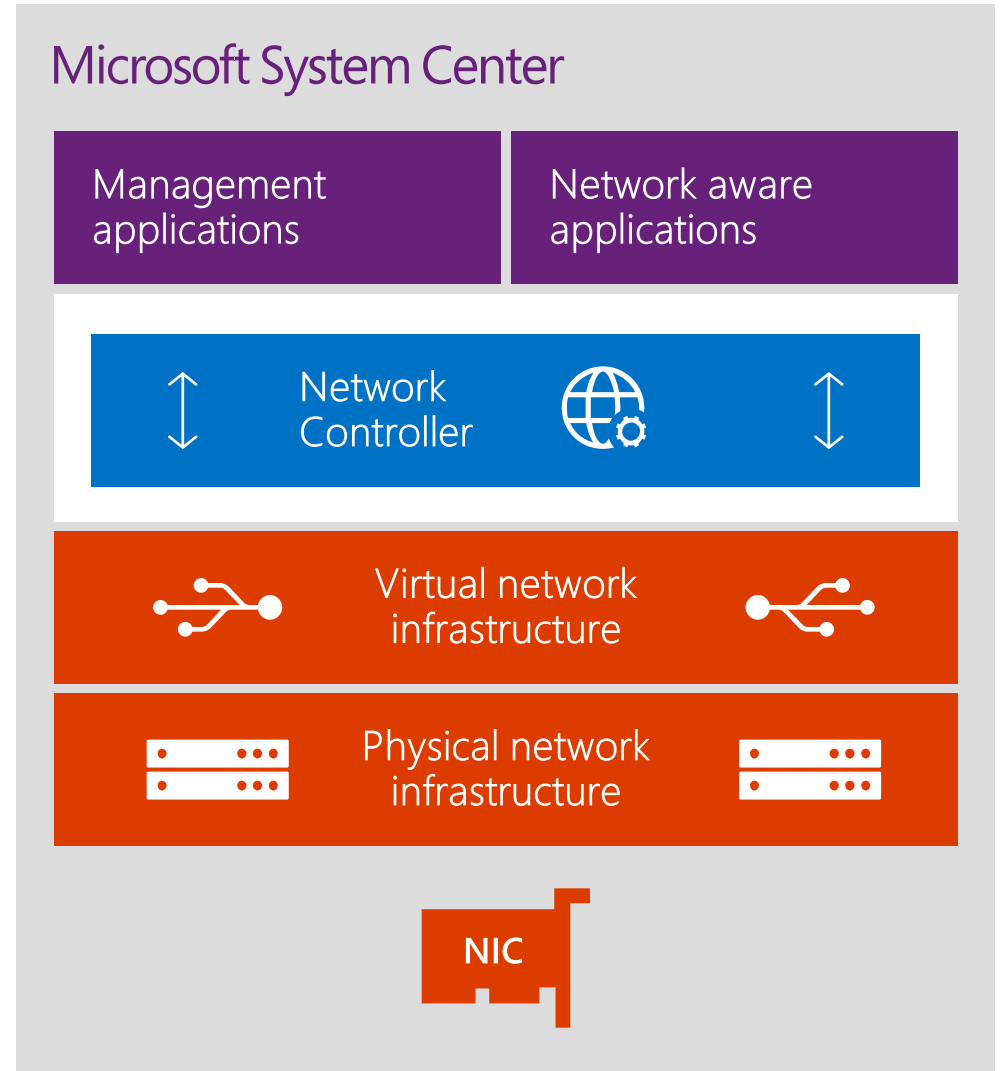 Microsoft System Center
Management
applications
Network aware
applications
Network
Controller
Virtual network
infrastructure
Physical network
infrastructure
NIC